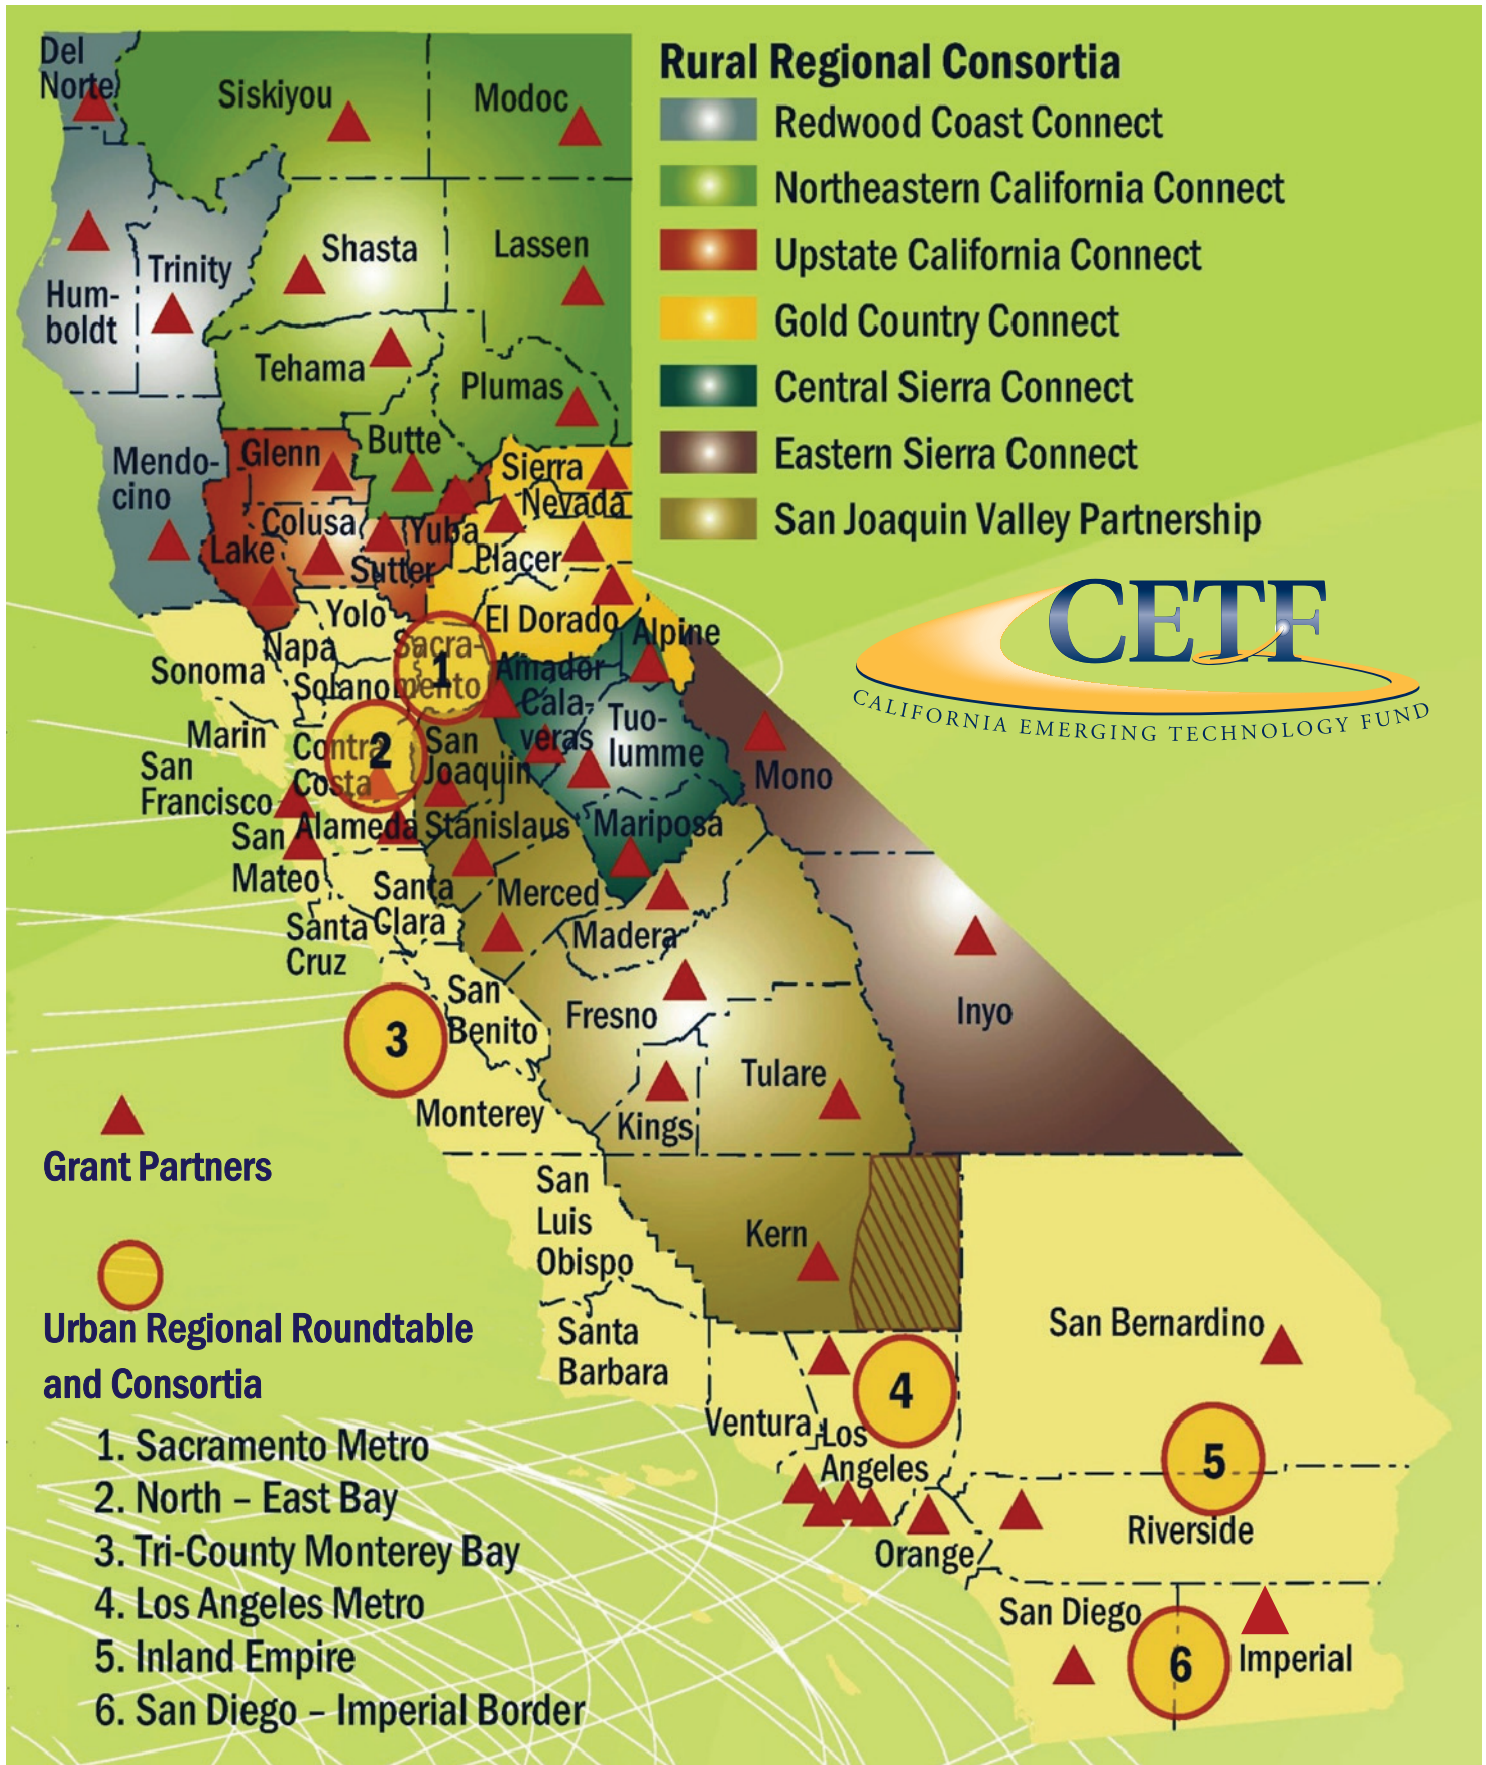 Rural Regional Consortia
Redwood Coast Connect
Northeastern California Connect
Upstate California Connect
Gold Country Connect
Central Sierra Connect
Eastern Sierra Connect
San Joaquin Valley Partnership
CETF
CALIFORNIA EMERGING TECHNOLOGY FUND
Del
Norte
Siskiyou
Modoc
Shasta
Lassen
Trinity
Hum-
boldt
Tehama
Plumas
Butte
Glenn
Mendo-
cino
Sierra
Nevada
Colusa
Yuba
Lake
Sutter
Placer
Yolo
El Dorado
Alpine
Napa
Sacra-
mento
1
Sonoma
Solano
Amador
Cala-
veras
Tuo-
lumme
Marin
Contra
Costa
2
San
Joaquin
Mono
San
Francisco
San
Mateo
Alameda
Stanislaus
Mariposa
Santa
Clara
Merced
Santa
Cruz
Madera
San
Benito
Fresno
Inyo
3
Tulare
Monterey
Kings
San
Luis
Obispo
Kern
Santa
Barbara
San Bernardino
4
Ventura
Los
Angeles
5
Orange
Riverside
San Diego
6
Imperial
Grant Partners
Urban Regional Roundtable
and Consortia
1. Sacramento Metro
2. North – East Bay
3. Tri-County Monterey Bay
4. Los Angeles Metro
5. Inland Empire
6. San Diego – Imperial Border